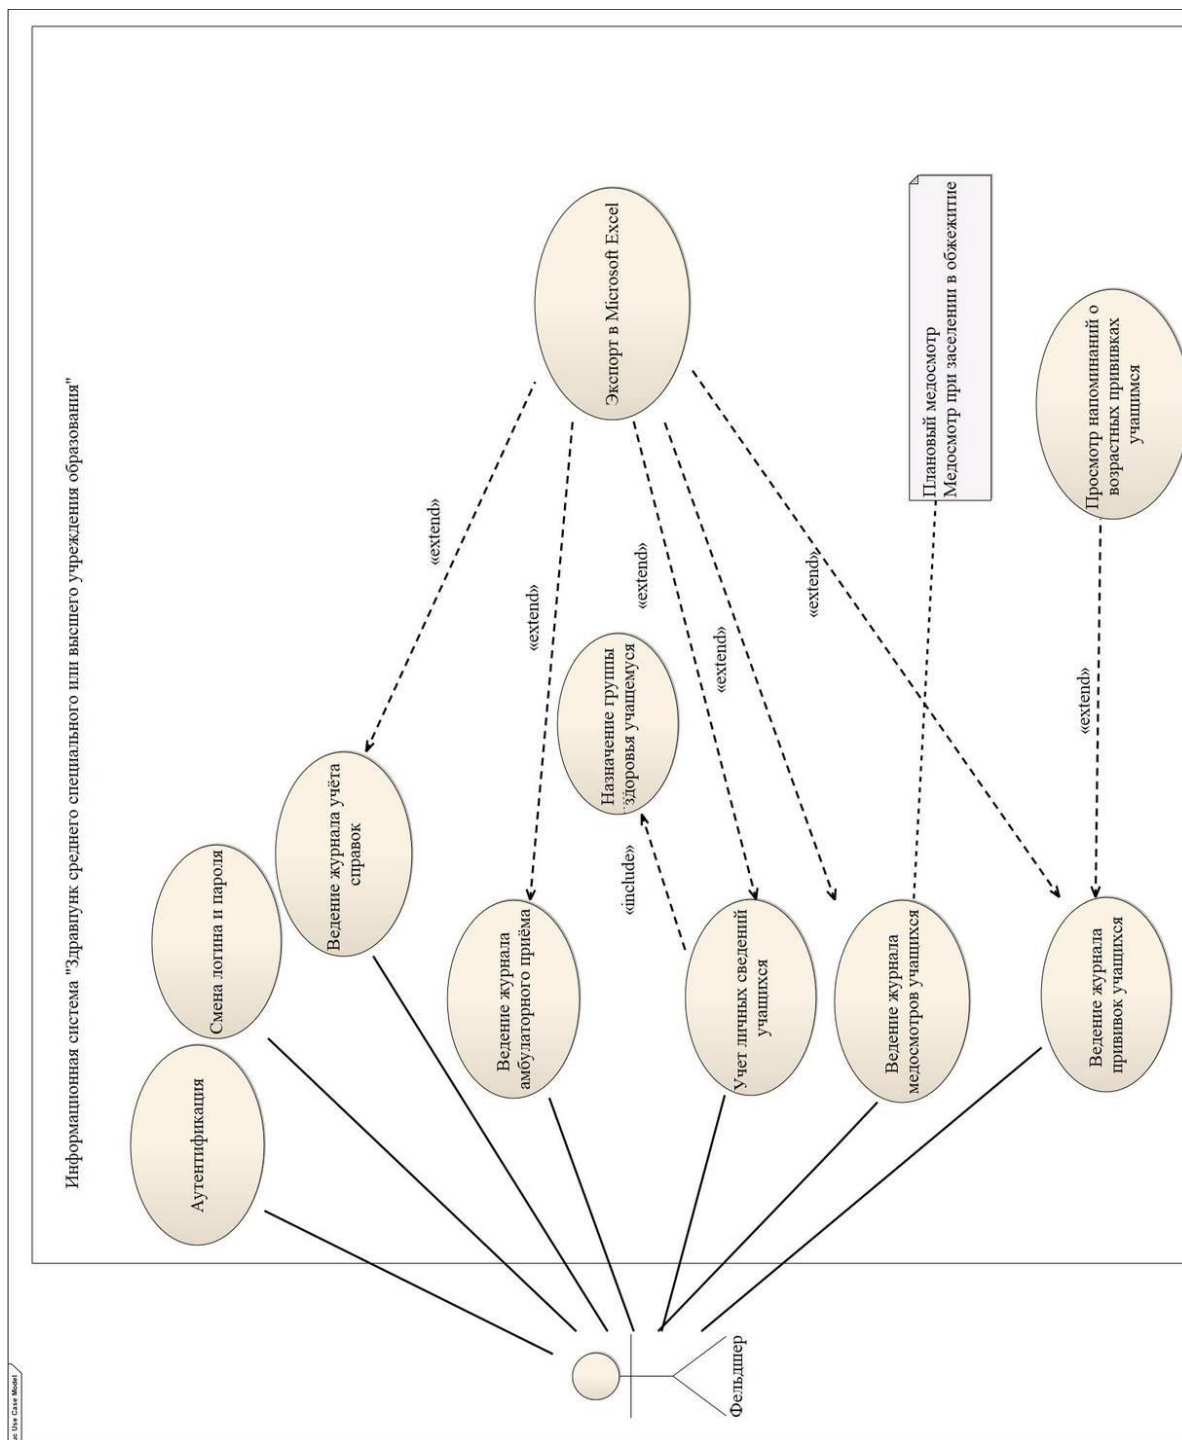 uc Use Case Model
Информационная система "Здравпунк среднего специального или высшего учреждения образования"
Аутентификация
Смена логина и пароля
Ведение журнала учёта
справок
«extend»
Ведение журнала
амбулаторного приёма
«extend»
Экспорт в Microsoft Excel
Назначение группы
здоровья учащемуся
«include»
«extend»
Учет личных сведений
учащихся
«extend»
Ведение журнала
медосмотров учащихся
«extend»
Плановый медосмотр
Медосмотр при заселении в обжежитие
Ведение журнала
прививок учащихся
«extend»
Просмотр напоминаний о
возрастных прививках
учащимся
Фельдшер